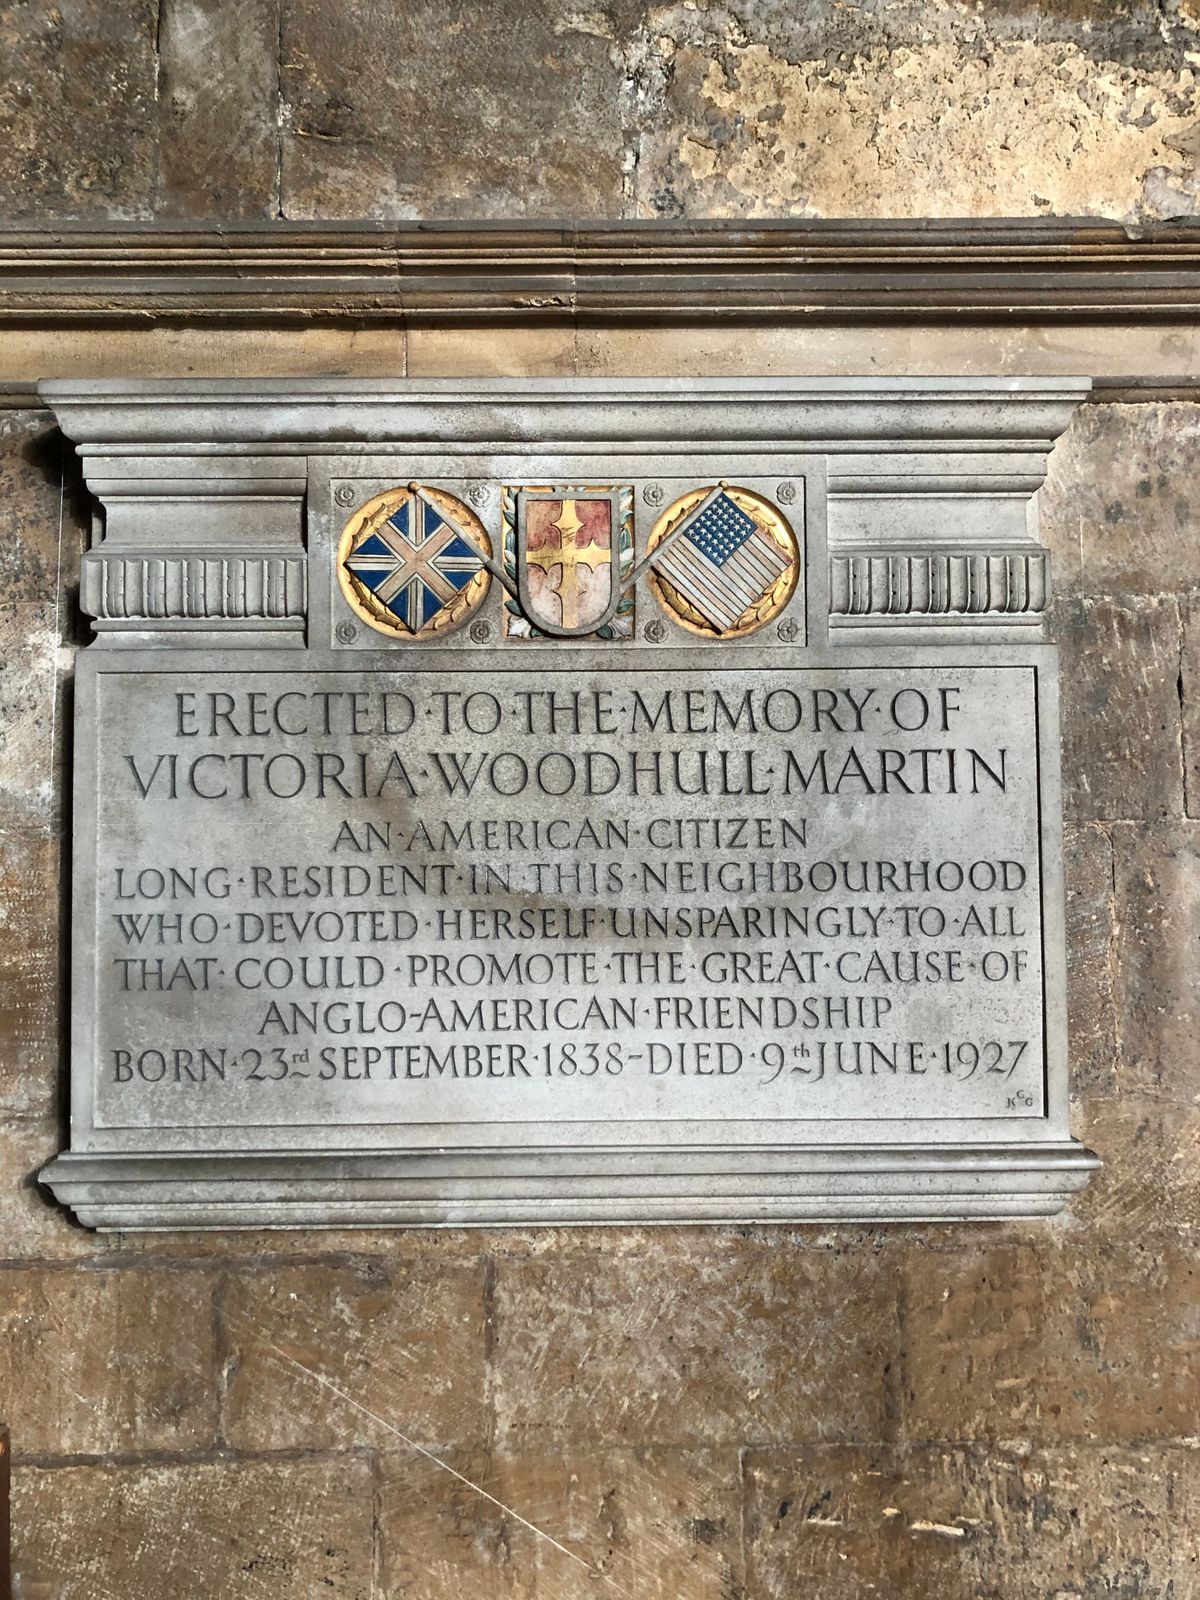 ERECTED·TO·THE·MEMORY·OF
VICTORIA·WOODHULL·MARTIN
AN·AMERICAN·CITIZEN
LONG·RESIDENT·IN·THIS·NEIGHBOURHOOD
WHO·DEVOTED·HERSELF·UNSPARINGLY·TO·ALL
THAT·COULD·PROMOTE·THE·GREAT·CAUSE·OF
ANGLO-AMERICAN·FRIENDSHIP
BORN·23rd SEPTEMBER·1838-DIED·9th JUNE·1927